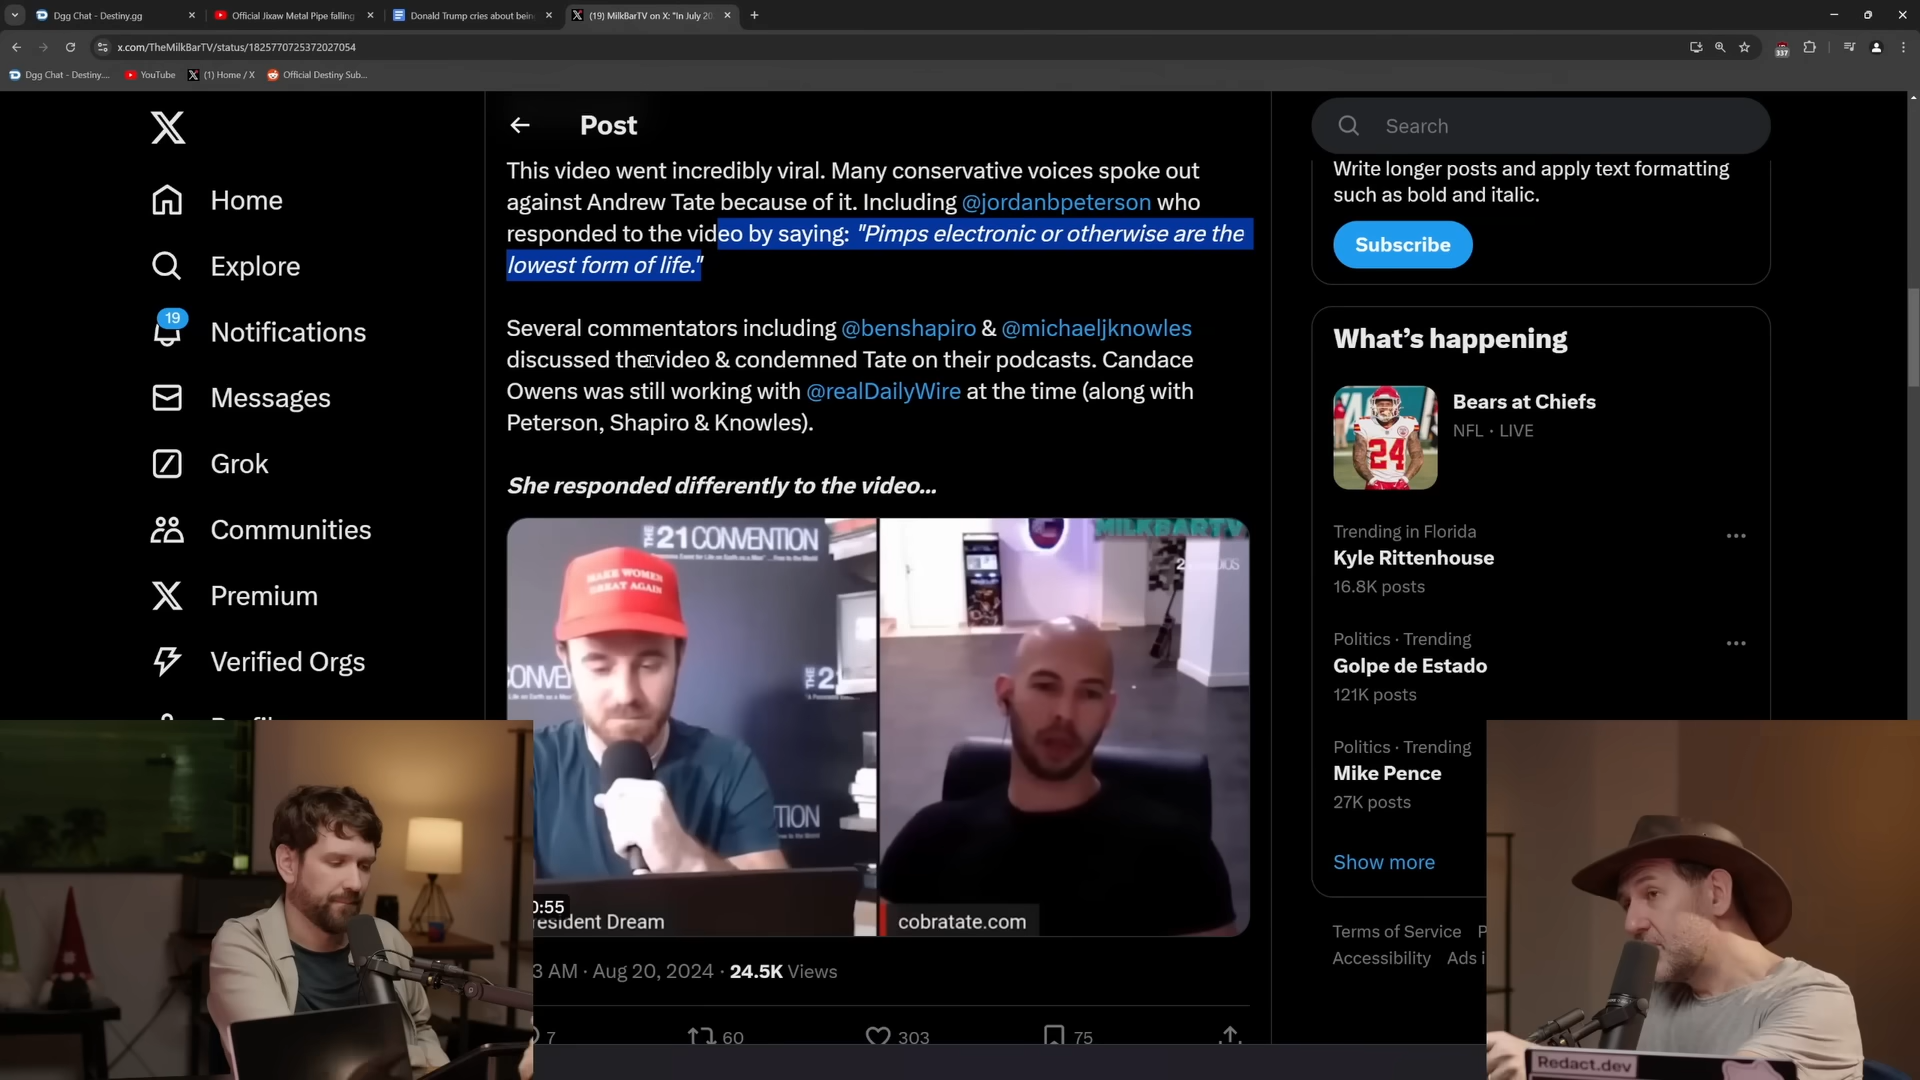 Dgg Chat - Destiny.gg
Official Jixaw Metal Pipe falling
Donald Trump cries about bein
(19) MilkBarTV on X: "In July 20
x.com/TheMilkBarTV/status/1825770725372027054
337
Dgg Chat - Destiny....
YouTube
(1) Home / X
Official Destiny Sub...
Home
Explore
19
Notifications
Messages
Grok
Communities
Premium
Verified Orgs
Post
This video went incredibly viral. Many conservative voices spoke out
against Andrew Tate because of it. Including @jordanbpeterson who
responded to the video by saying: "Pimps electronic or otherwise are the
lowest form of life."
Several commentators including @benshapiro & @michaeljknowles
discussed the video & condemned Tate on their podcasts. Candace
Owens was still working with @realDailyWire at the time (along with
Peterson, Shapiro & Knowles).
She responded differently to the video...
THE 21 CONVENTION
MAKE WOMEN
GREAT AGAIN
MILKBARTV
0:55
resident Dream
cobratate.com
3 AM · Aug 20, 2024 · 24.5K Views
7
60
303
75
Search
Write longer posts and apply text formatting
such as bold and italic.
Subscribe
What's happening
Bears at Chiefs
NFL · LIVE
24
Trending in Florida
Kyle Rittenhouse
16.8K posts
Politics · Trending
Golpe de Estado
121K posts
Politics · Trending
Mike Pence
27K posts
Show more
Terms of Service P
Accessibility Ads i
Redact.dev